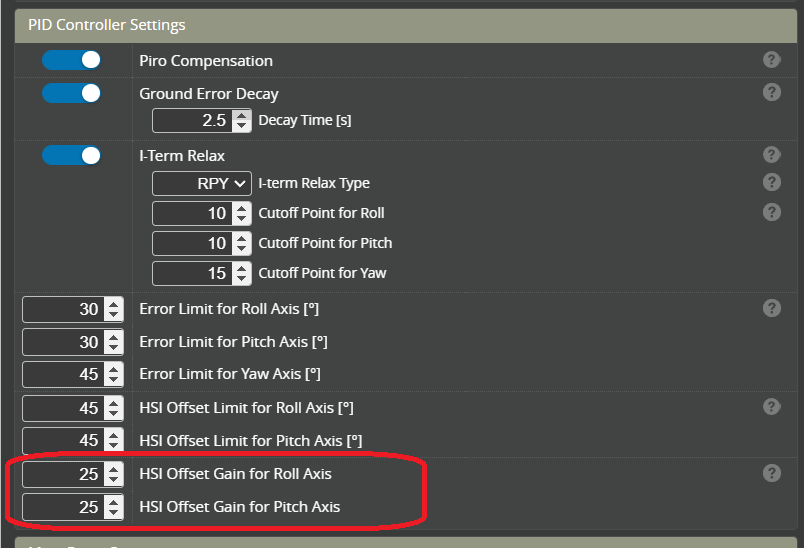 PID Controller Settings
Piro Compensation ?
Ground Error Decay ?
2.5 Decay Time [s]
I-Term Relax ?
RPY I-term Relax Type ?
10 Cutoff Point for Roll ?
10 Cutoff Point for Pitch
15 Cutoff Point for Yaw
30 Error Limit for Roll Axis [°] ?
30 Error Limit for Pitch Axis [°]
45 Error Limit for Yaw Axis [°]
45 HSI Offset Limit for Roll Axis [°] ?
45 HSI Offset Limit for Pitch Axis [°]
25 HSI Offset Gain for Roll Axis ?
25 HSI Offset Gain for Pitch Axis